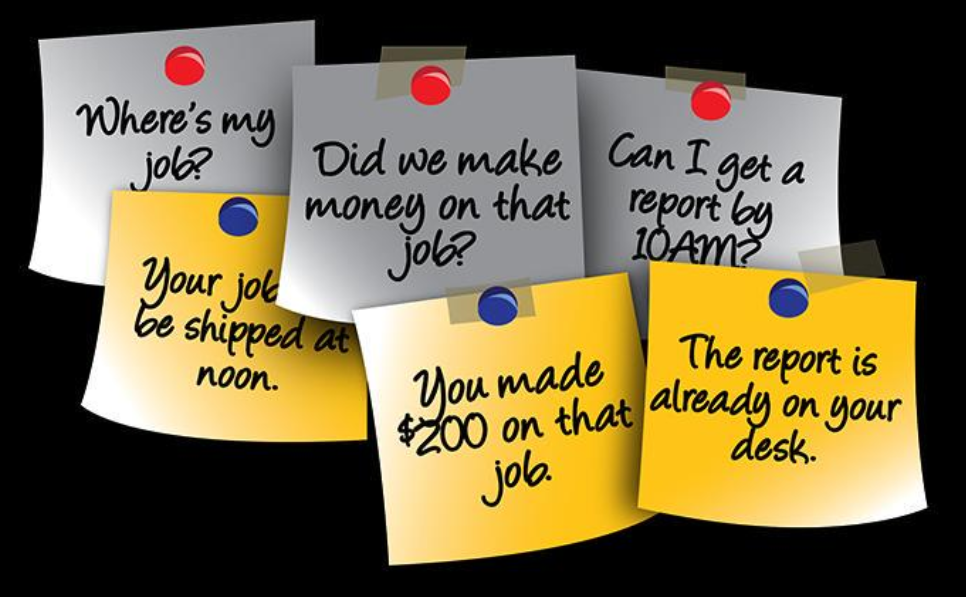 Where's my
job?
Did we make
money on that
job?
Can I get a
report by
10AM?
Your job
be shipped at
noon.
You made
$200 on that
job.
The report is
already on your
desk.